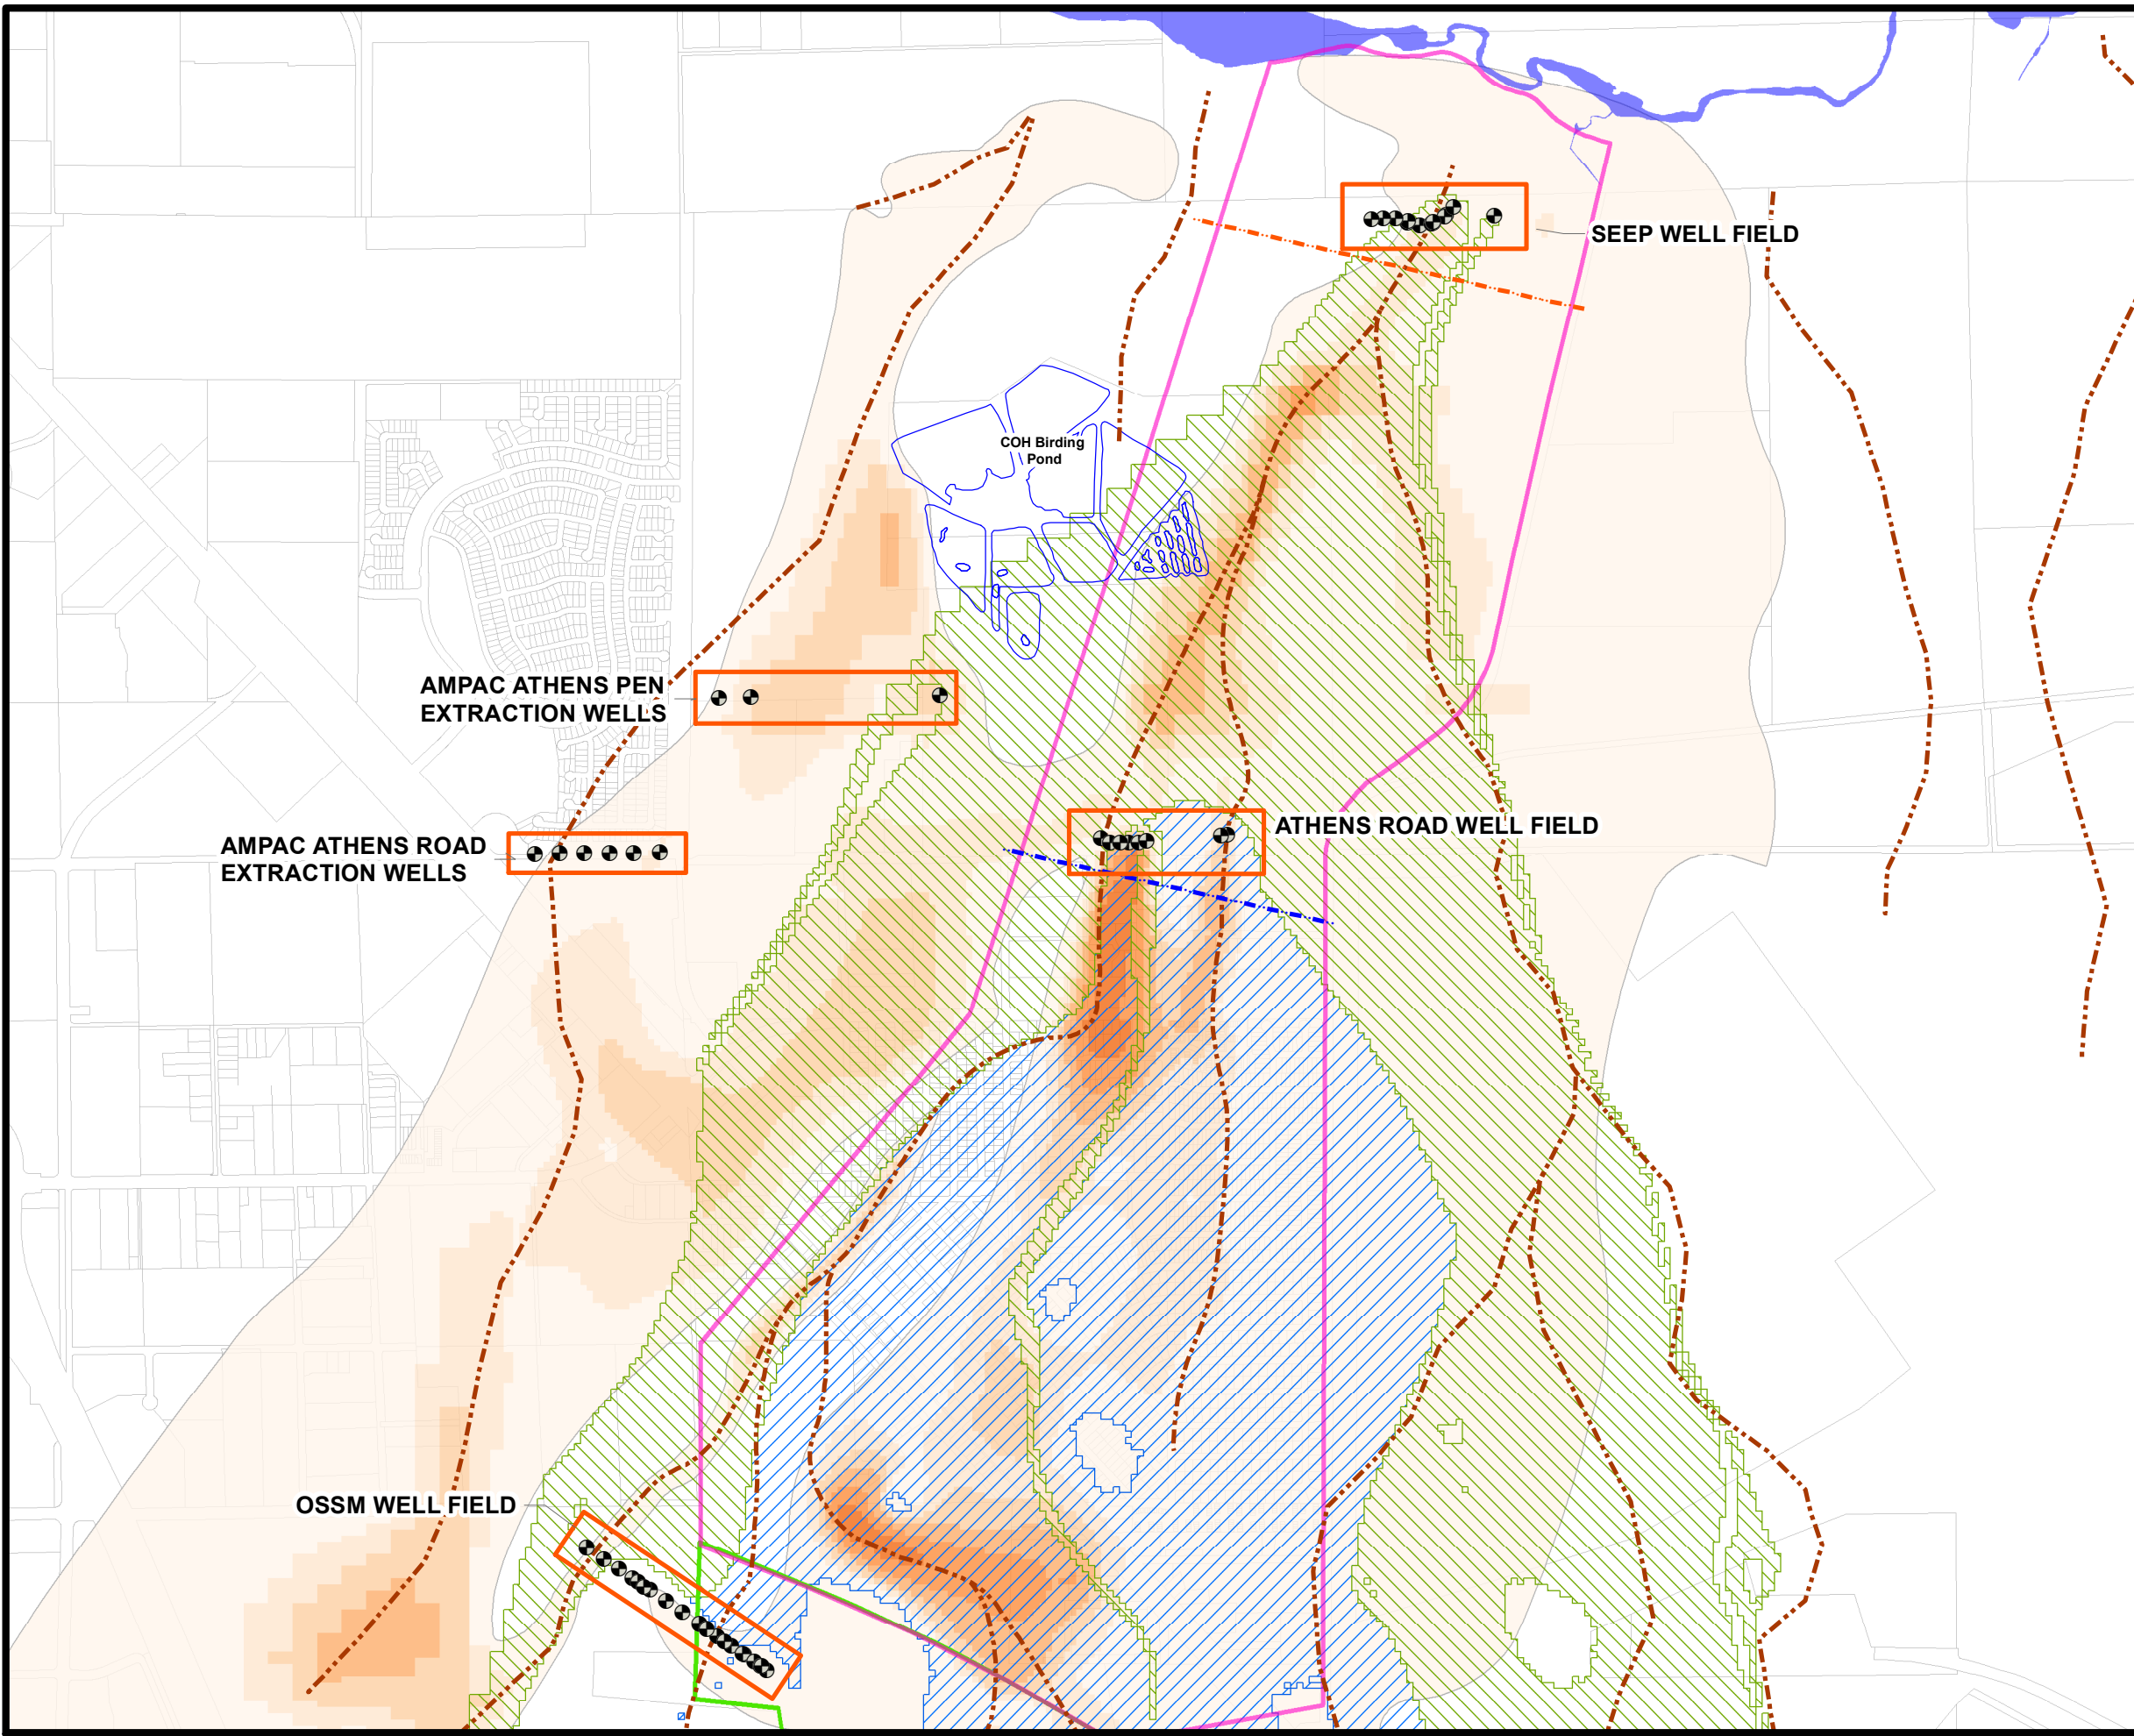 SEEP WELL FIELD
COH Birding
Pond
AMPAC ATHENS PEN
EXTRACTION WELLS
ATHENS ROAD WELL FIELD
AMPAC ATHENS ROAD
EXTRACTION WELLS
OSSM WELL FIELD